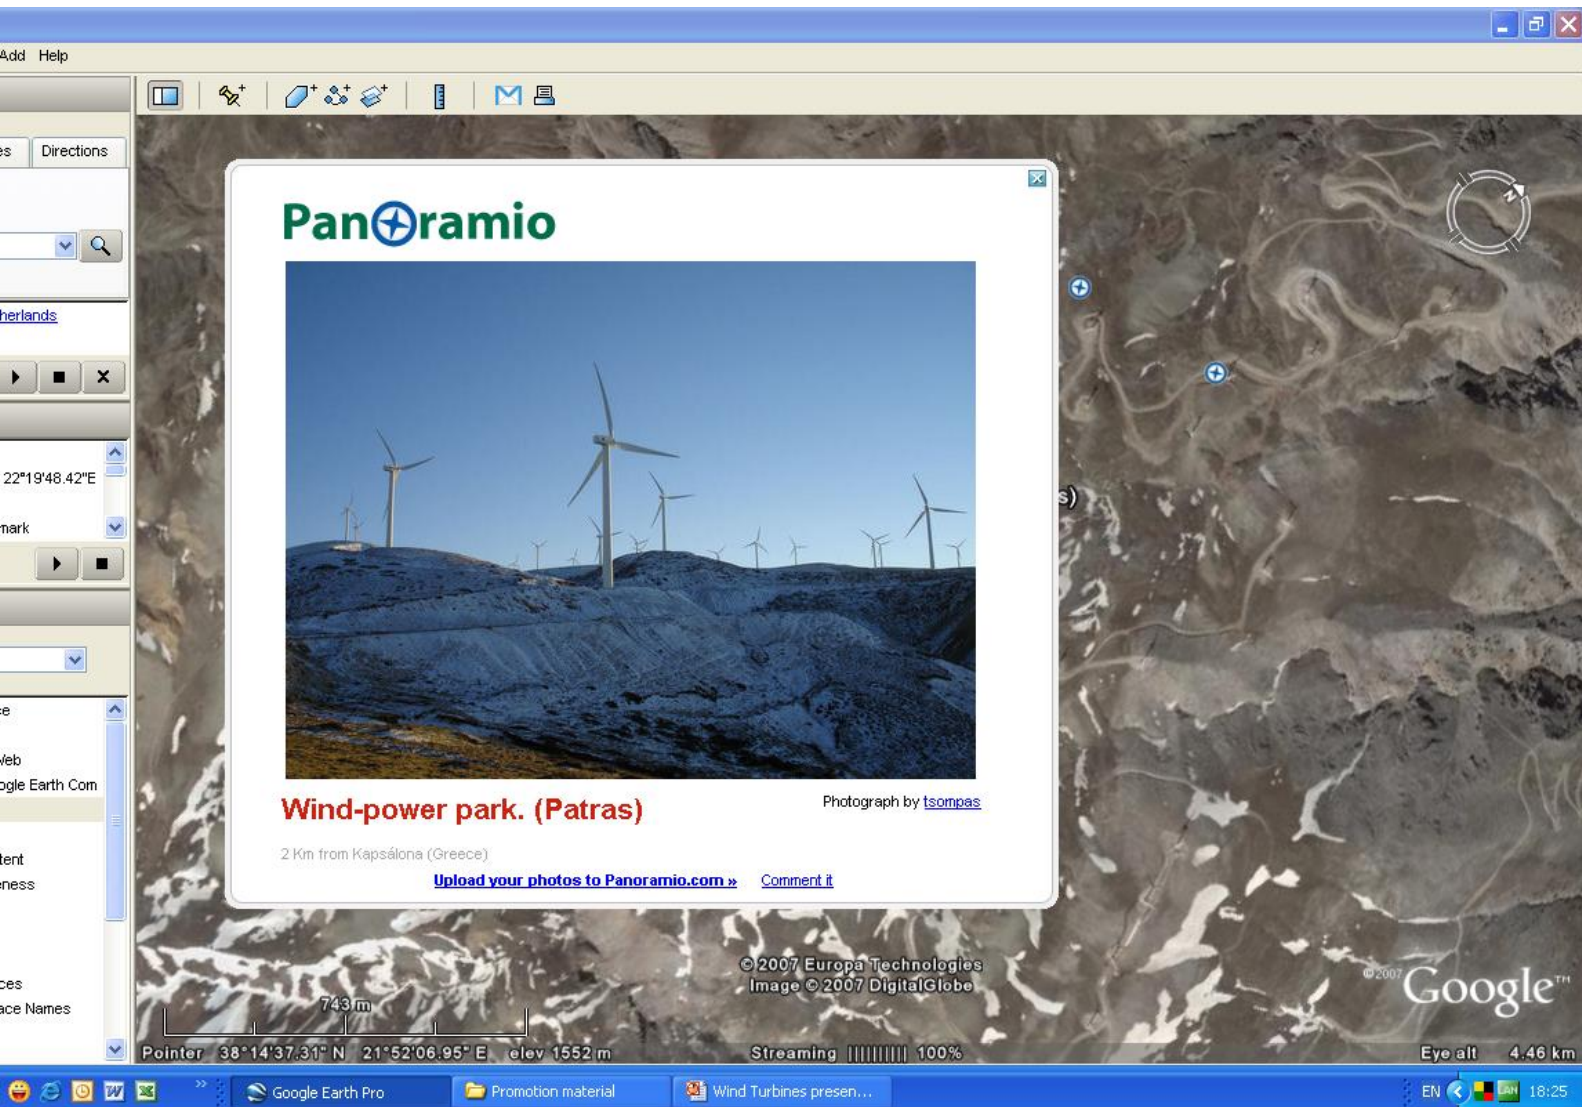 Add Help
es Directions
herlands
22°19'48.42"E
mark
ce
Web
ogle Earth Com
tent
eness
ces
ace Names
Panoramio
Wind-power park. (Patras)
Photograph by tsompas
2 Km from Kapsálona (Greece)
Upload your photos to Panoramio.com »
Comment it
s)
N
© 2007 Europa Technologies
Image © 2007 DigitalGlobe
©2007 Google™
743 m
Pointer 38°14'37.31" N 21°52'06.95" E elev 1552 m
Streaming |||||||||| 100%
Eye alt 4.46 km
Google Earth Pro
Promotion material
Wind Turbines presen...
EN
LAN
18:25